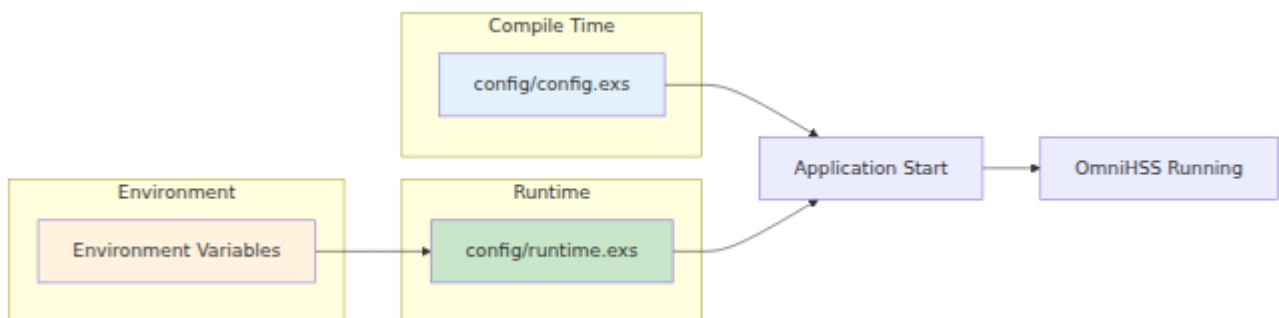 Compile Time
config/config.exs
Application Start
OmniHSS Running
Environment
Environment Variables
Runtime
config/runtime.exs